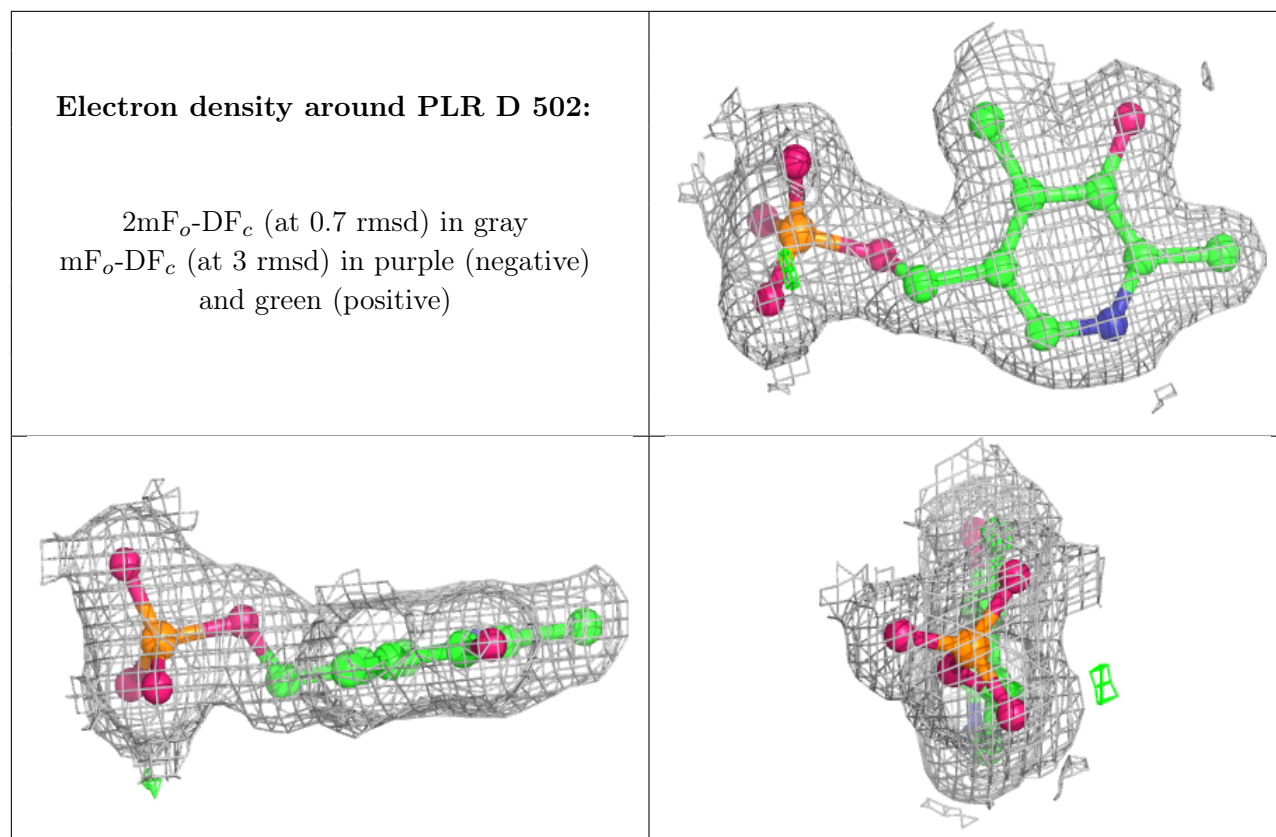 Electron density around PLR D 502:
2mFo-DFc (at 0.7 rmsd) in gray
mFo-DFc (at 3 rmsd) in purple (negative)
and green (positive)